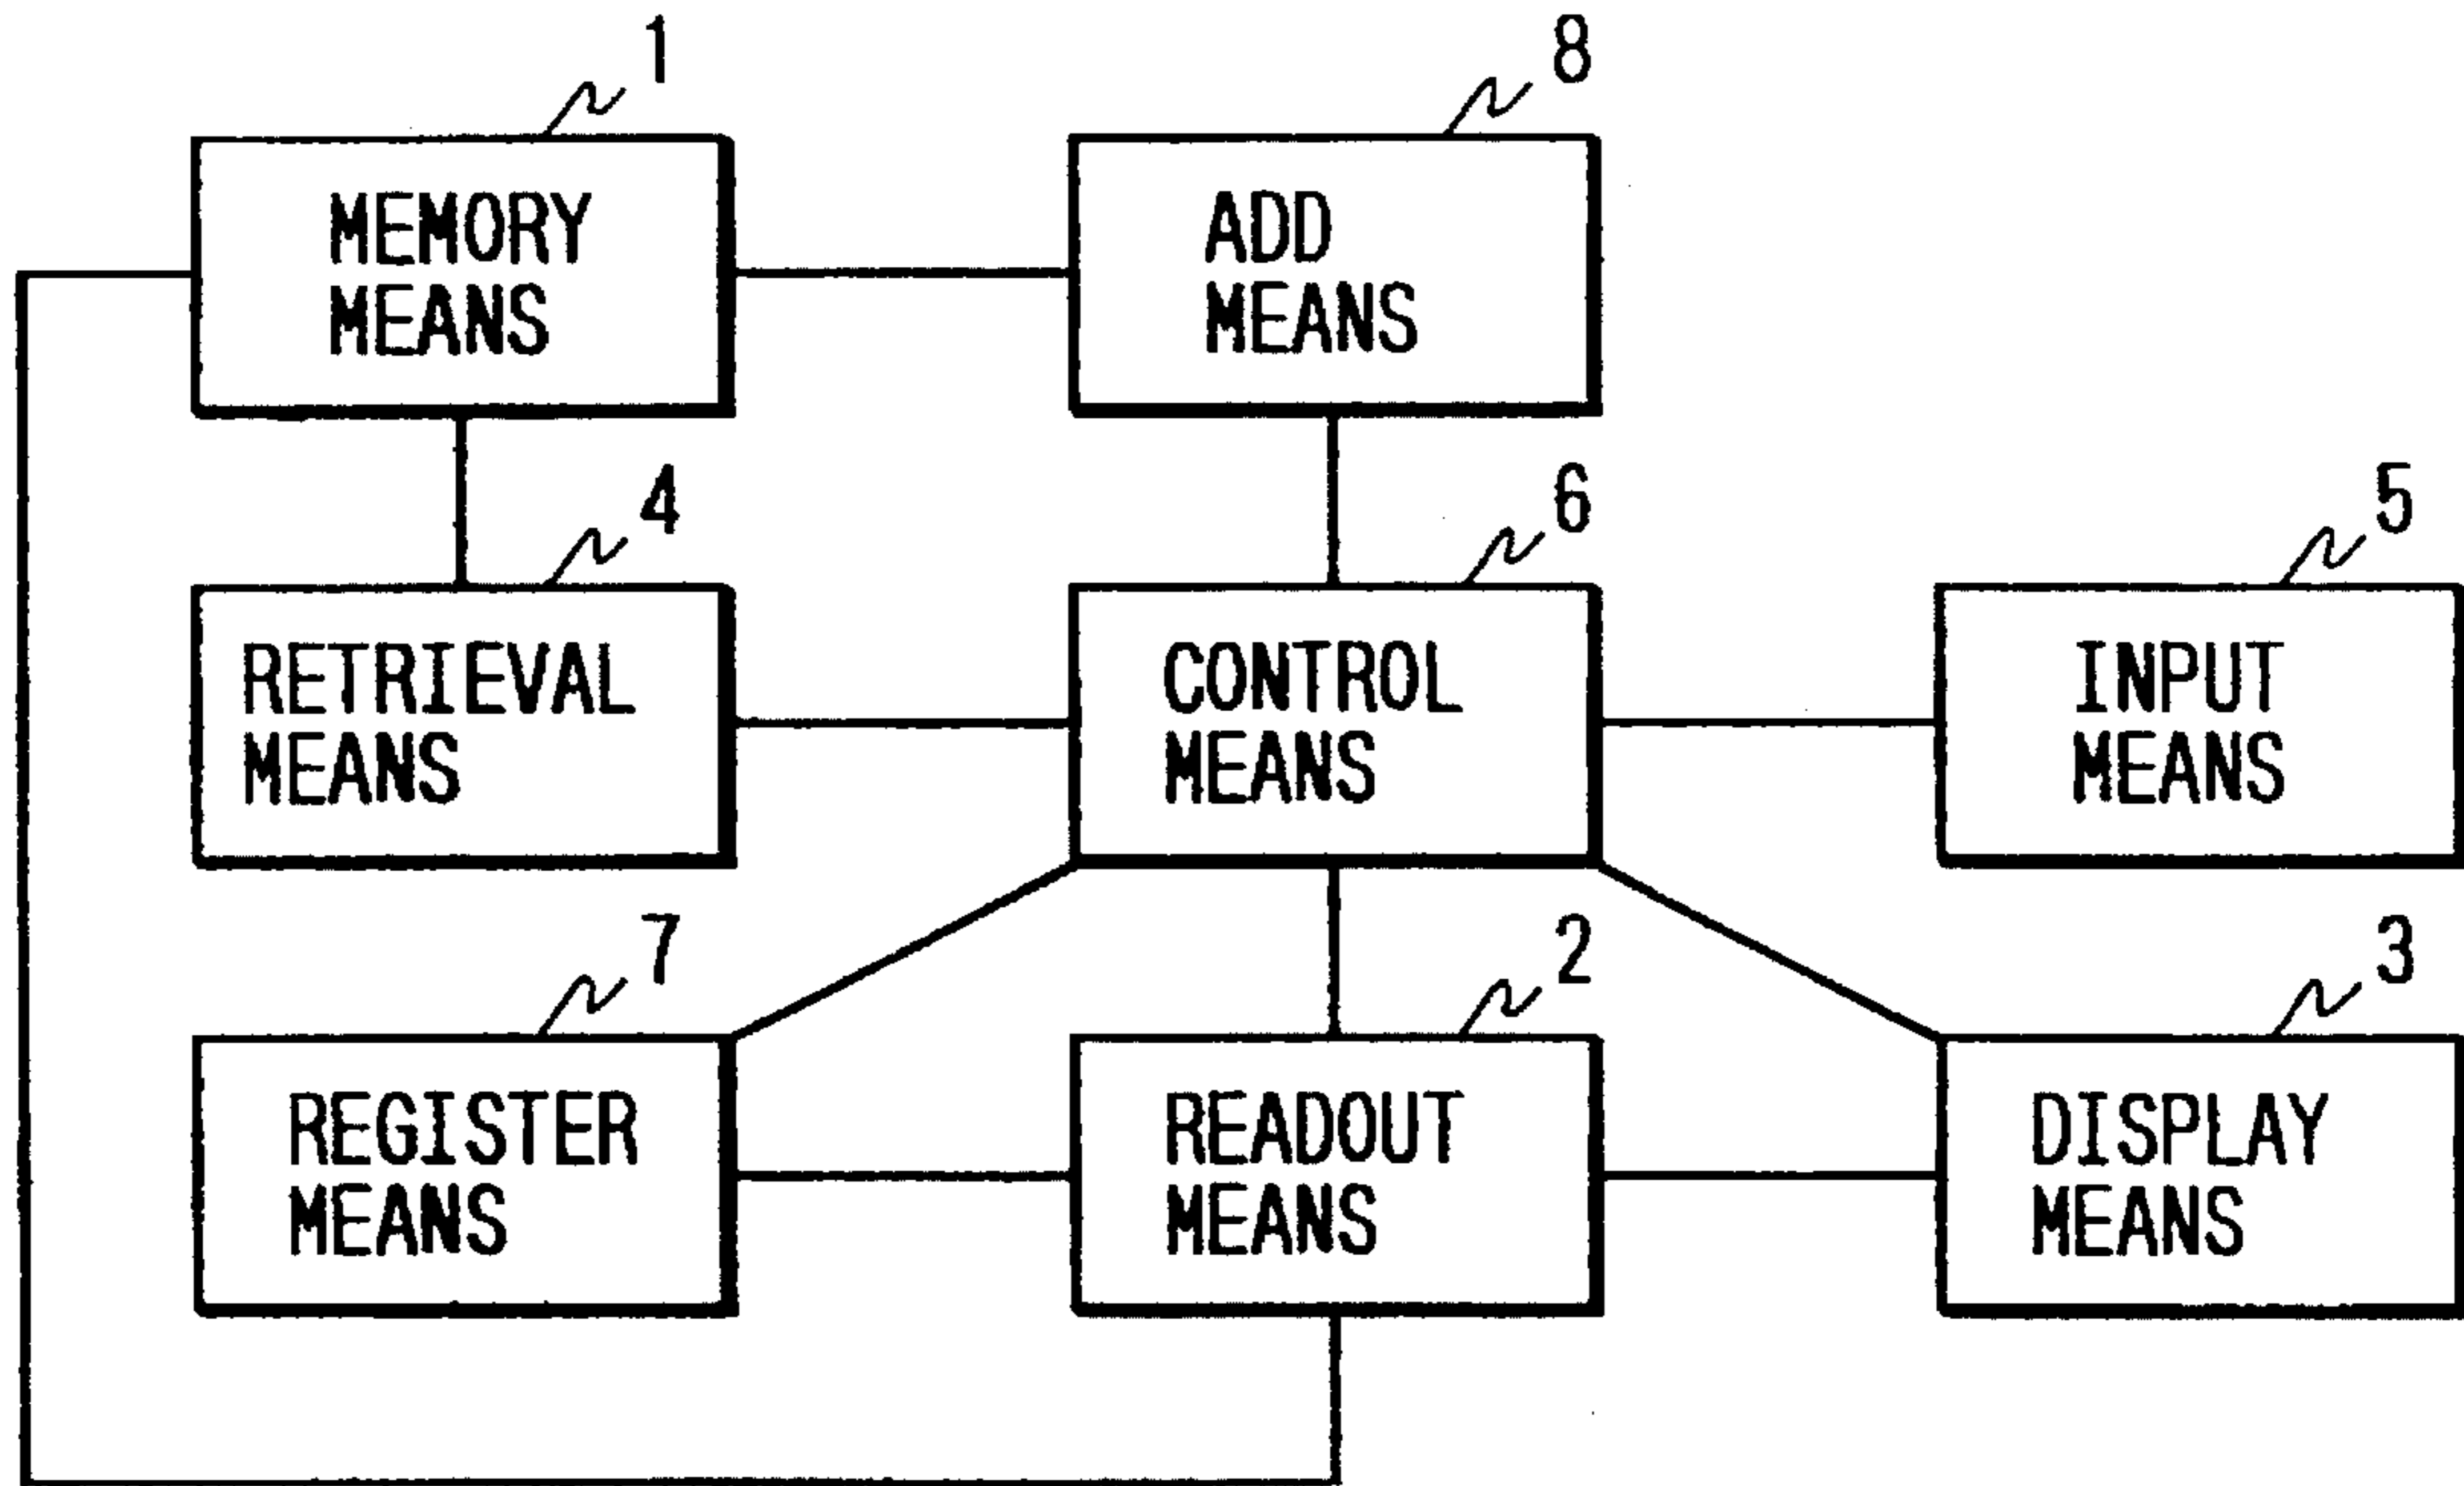 1
8
MEMORY
MEANS
ADD
MEANS
4
6
5
RETRIEVAL
MEANS
CONTROL
MEANS
INPUT
MEANS
7
2
3
REGISTER
MEANS
READOUT
MEANS
DISPLAY
MEANS